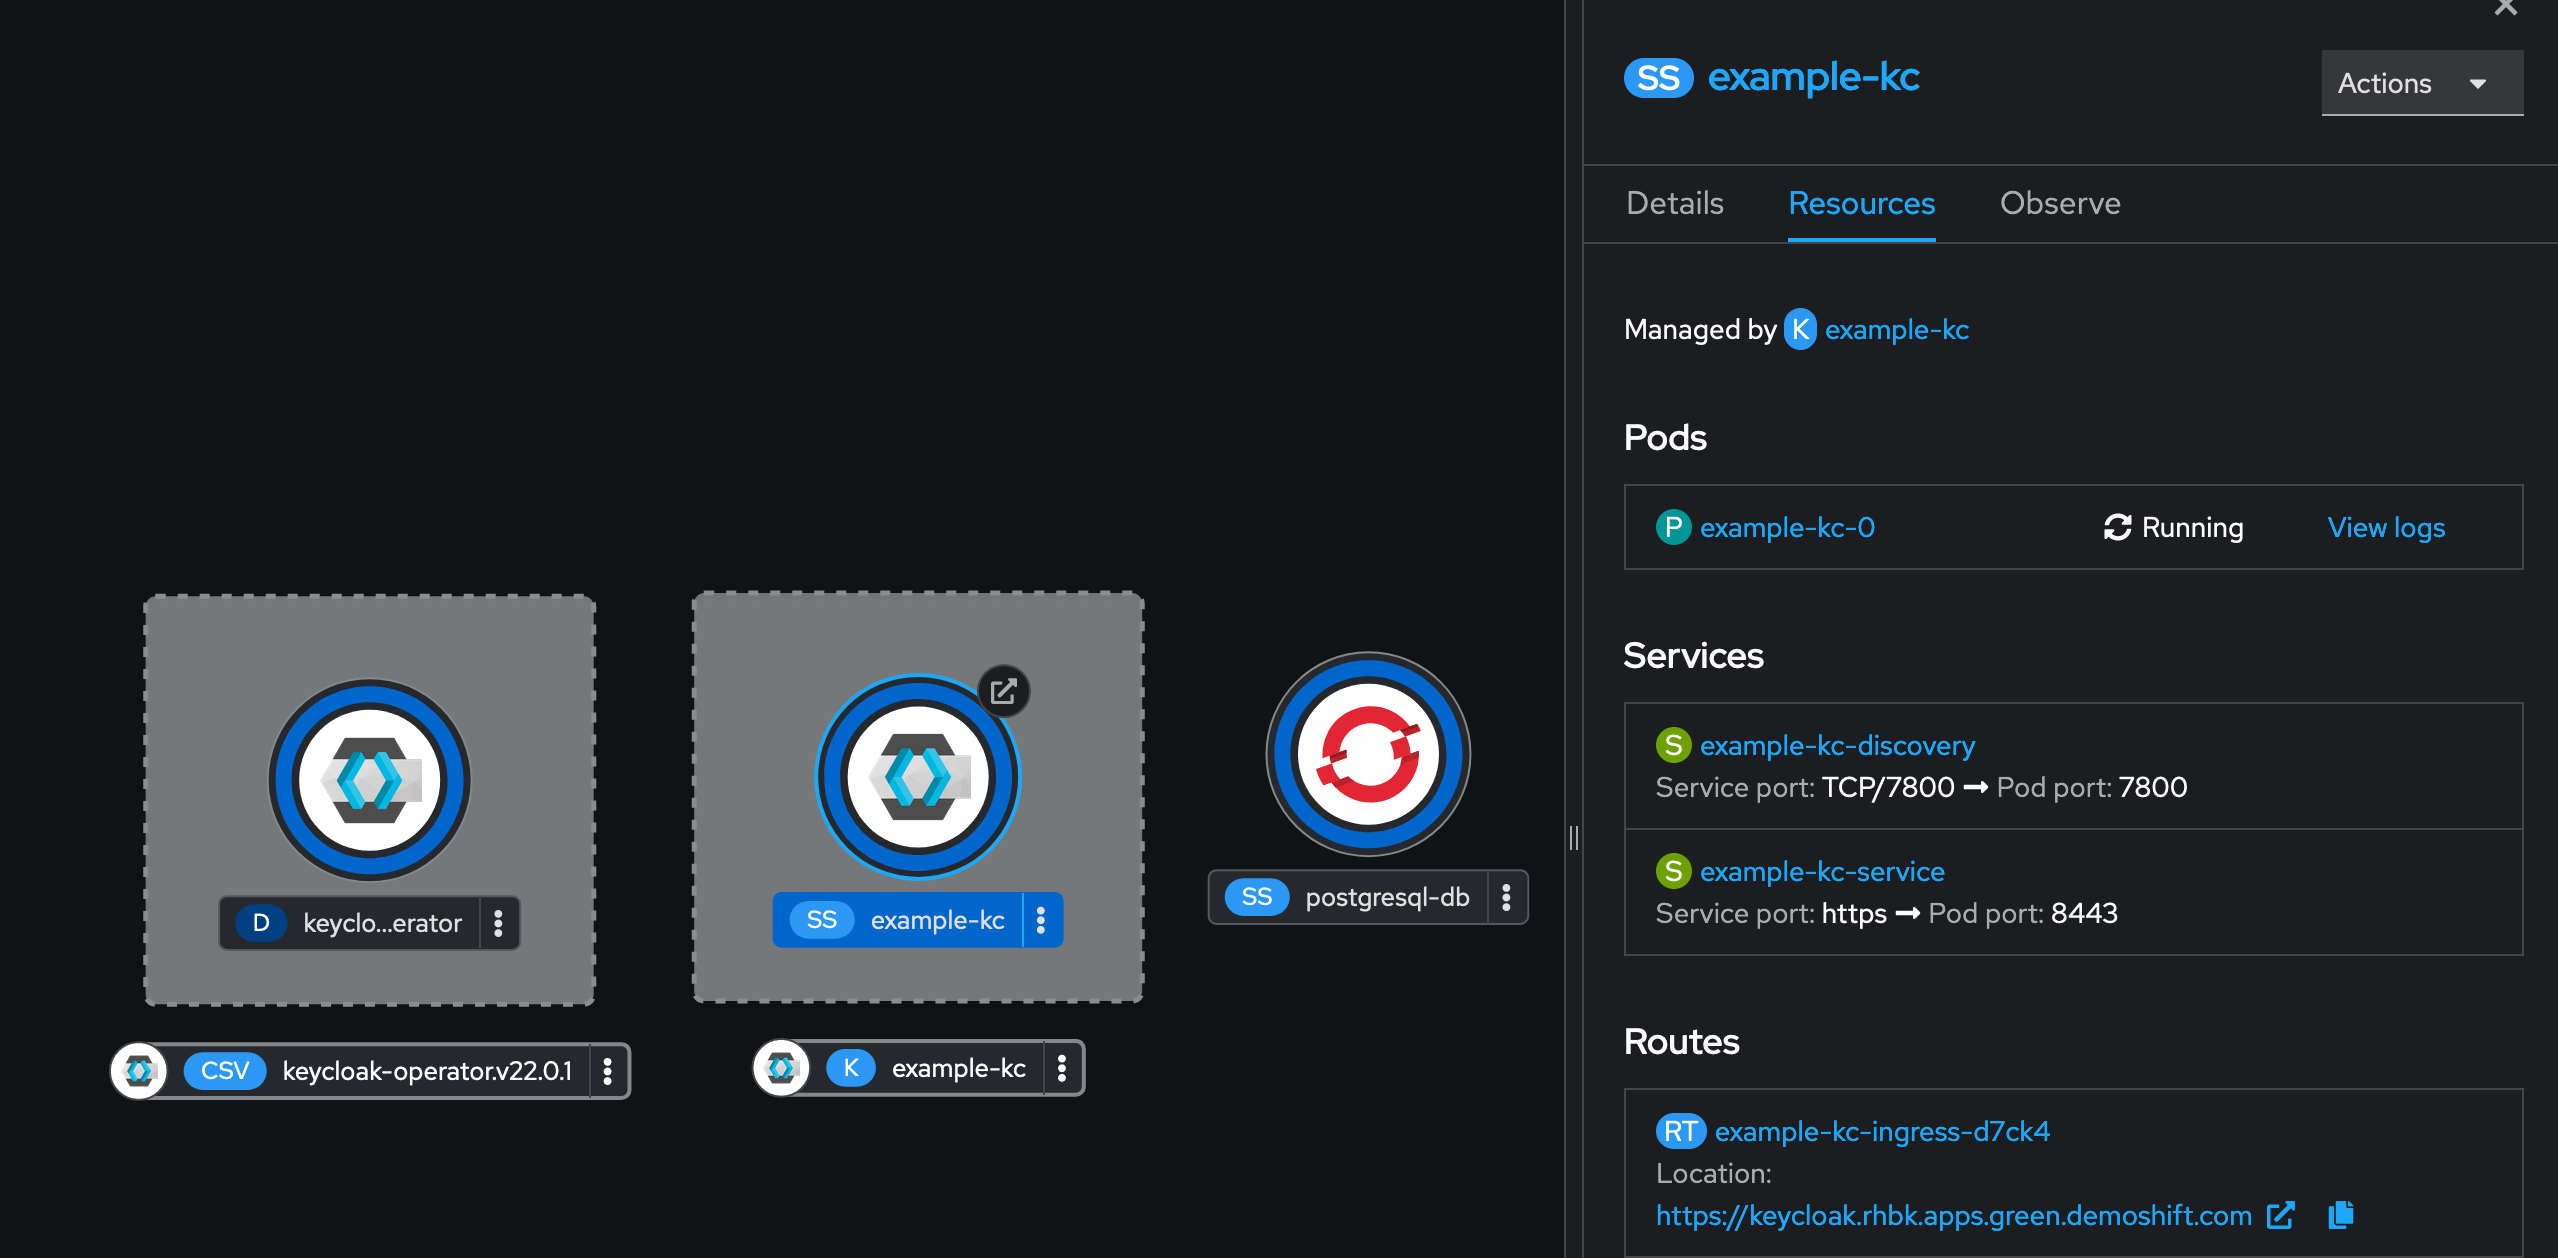 D keyclo...erator
CSV keycloak-operator.v22.0.1
SS example-kc
K example-kc
SS postgresql-db
SS example-kc
Actions
Details Resources Observe
Managed by K example-kc
Pods
P example-kc-0 Running View logs
Services
S example-kc-discovery
Service port: TCP/7800 → Pod port: 7800
S example-kc-service
Service port: https → Pod port: 8443
Routes
RT example-kc-ingress-d7ck4
Location:
https://keycloak.rhbk.apps.green.demoshift.com